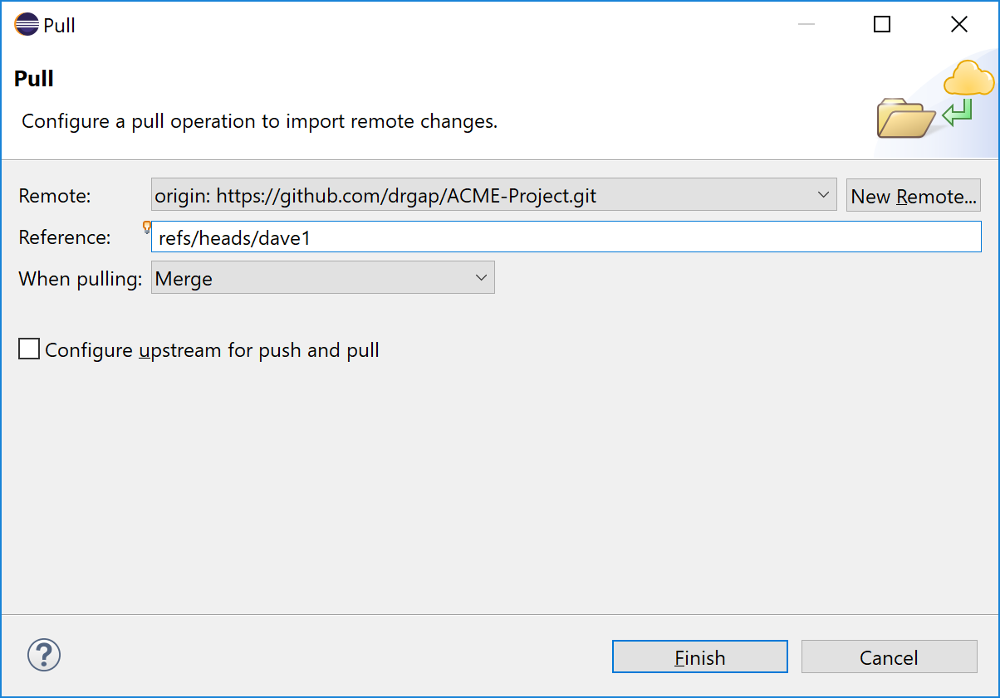 Pull
Pull
Configure a pull operation to import remote changes.
Remote: origin: https://github.com/drgap/ACME-Project.git New Remote...
Reference: refs/heads/dave1
When pulling: Merge
Configure upstream for push and pull
? Finish Cancel